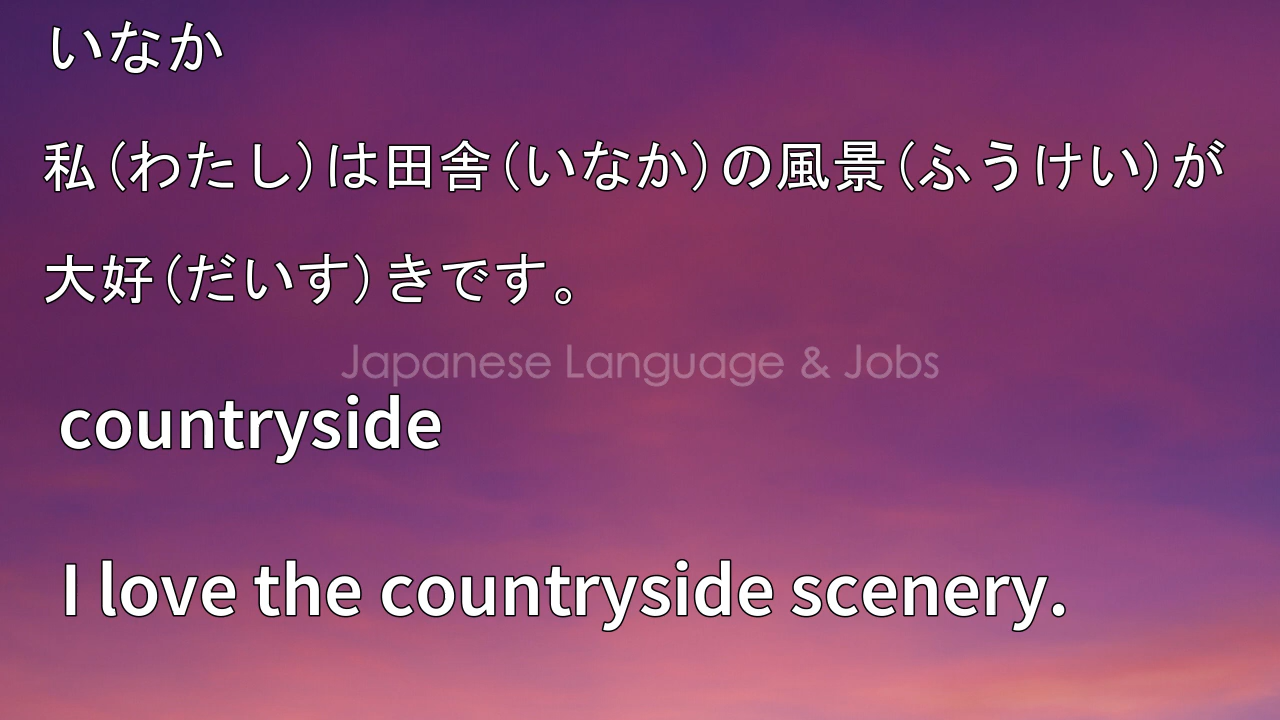 いなか
私（わたし）は田舎（いなか）の風景（ふうけい）が
大好（だいす）きです。
Japanese Language & Jobs
countryside
I love the countryside scenery.